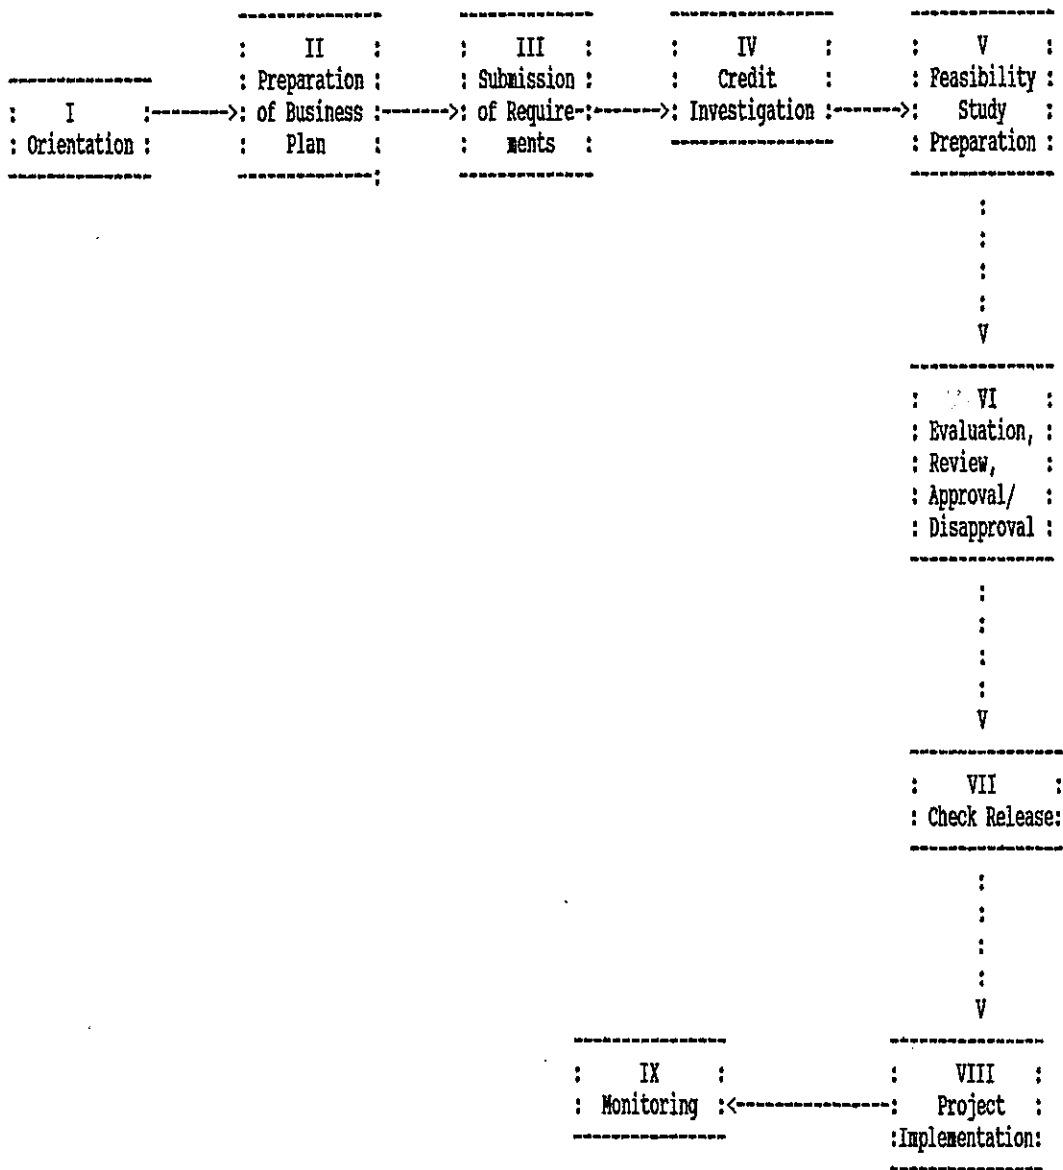 I
Orientation
II
Preparation
of Business
Plan
III
Submission
of Require-
ments
IV
Credit
Investigation
V
Feasibility
Study
Preparation
VI
Evaluation,
Review,
Approval/
Disapproval
VII
Check Release
VIII
Project
Implementation
IX
Monitoring